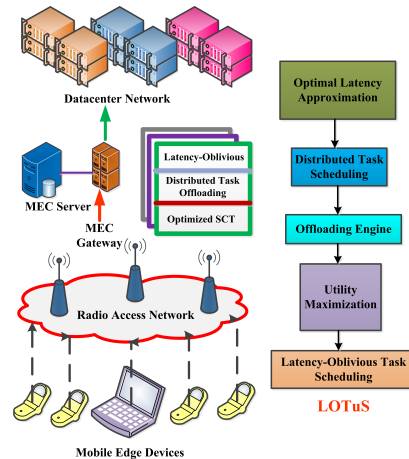 Datacenter Network
MEC Server
MEC
Gateway
Latency-Oblivious
Distributed Task
Offloading
Optimized SCT
Radio Access Network
Mobile Edge Devices
Optimal Latency
Approximation
Distributed Task
Scheduling
Offloading Engine
Utility
Maximization
Latency-Oblivious Task
Scheduling
LOTuS